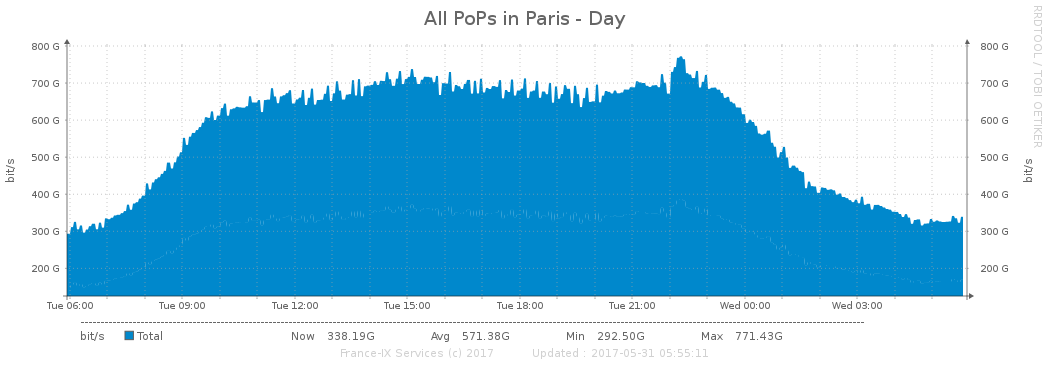 All PoPs in Paris - Day
RRDTOOL / TOBI OETIKER
bit/s
800 G 800 G
700 G 700 G
600 G 600 G
500 G 500 G
400 G 400 G
300 G 300 G
200 G 200 G
bit/s
Tue 06:00 Tue 09:00 Tue 12:00 Tue 15:00 Tue 18:00 Tue 21:00 Wed 00:00 Wed 03:00
bit/s Total Now 338.19G Avg 571.38G Min 292.50G Max 771.43G
France-IX Services (c) 2017 Updated : 2017-05-31 05:55:11